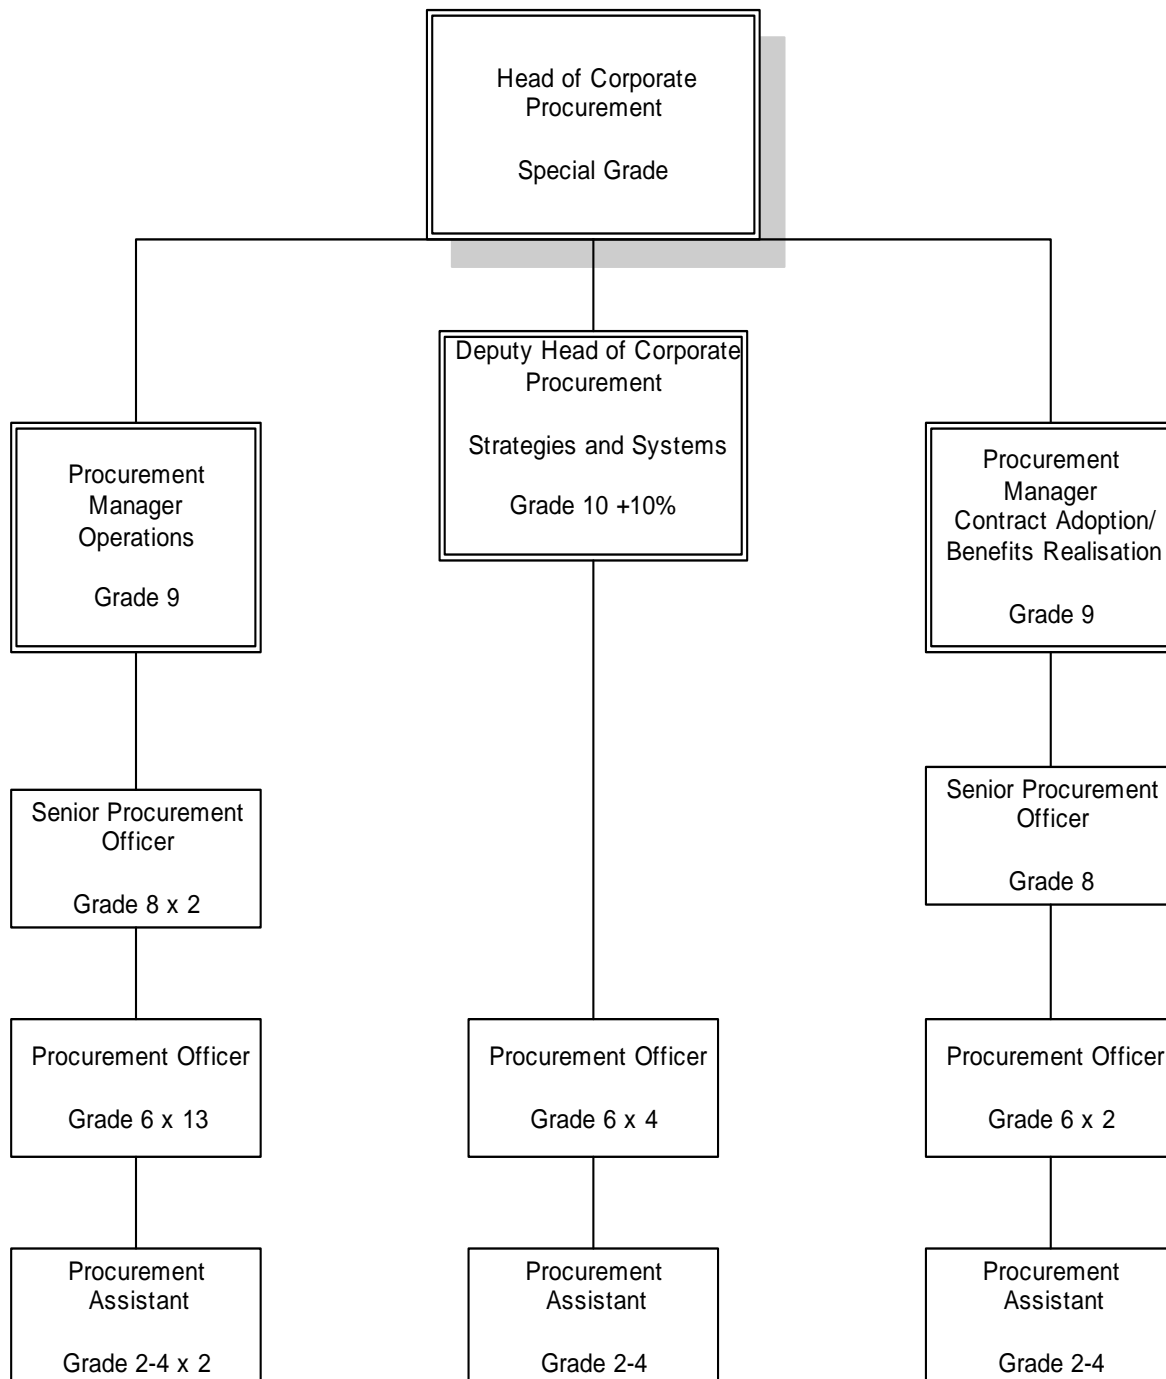 Head of Corporate
Procurement
Special Grade
Deputy Head of Corporate
Procurement
Strategies and Systems
Grade 10 +10%
Procurement
Manager
Operations
Grade 9
Procurement
Manager
Contract Adoption/
Benefits Realisation
Grade 9
Senior Procurement
Officer
Grade 8 x 2
Senior Procurement
Officer
Grade 8
Procurement Officer
Grade 6 x 13
Procurement Officer
Grade 6 x 4
Procurement Officer
Grade 6 x 2
Procurement
Assistant
Grade 2-4 x 2
Procurement
Assistant
Grade 2-4
Procurement
Assistant
Grade 2-4